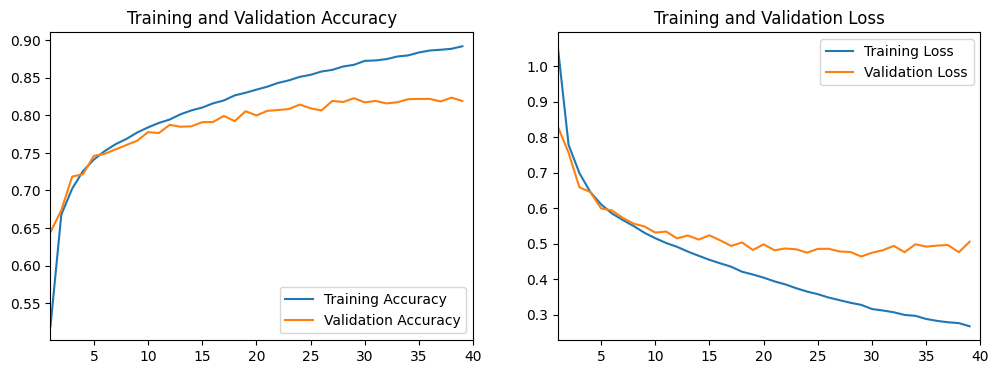 Training and Validation Accuracy
0.90
0.85
0.80
0.75
0.70
0.65
0.60
0.55
Training Accuracy
Validation Accuracy
5 10 15 20 25 30 35 40
Training and Validation Loss
1.0
0.9
0.8
0.7
0.6
0.5
0.4
0.3
Training Loss
Validation Loss
5 10 15 20 25 30 35 40